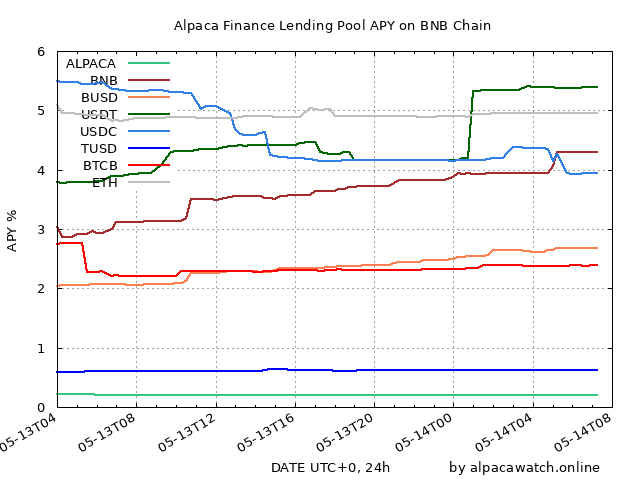 Alpaca Finance Lending Pool APY on BNB Chain
6
5
4
3
2
1
0
APY %
ALPACA
BNB
BUSD
USDT
USDC
TUSD
BTCB
ETH
05-13T04
05-13T08
05-13T12
05-13T16
05-13T20
05-14T00
05-14T04
05-14T08
DATE UTC+0, 24h
by alpacawatch.online